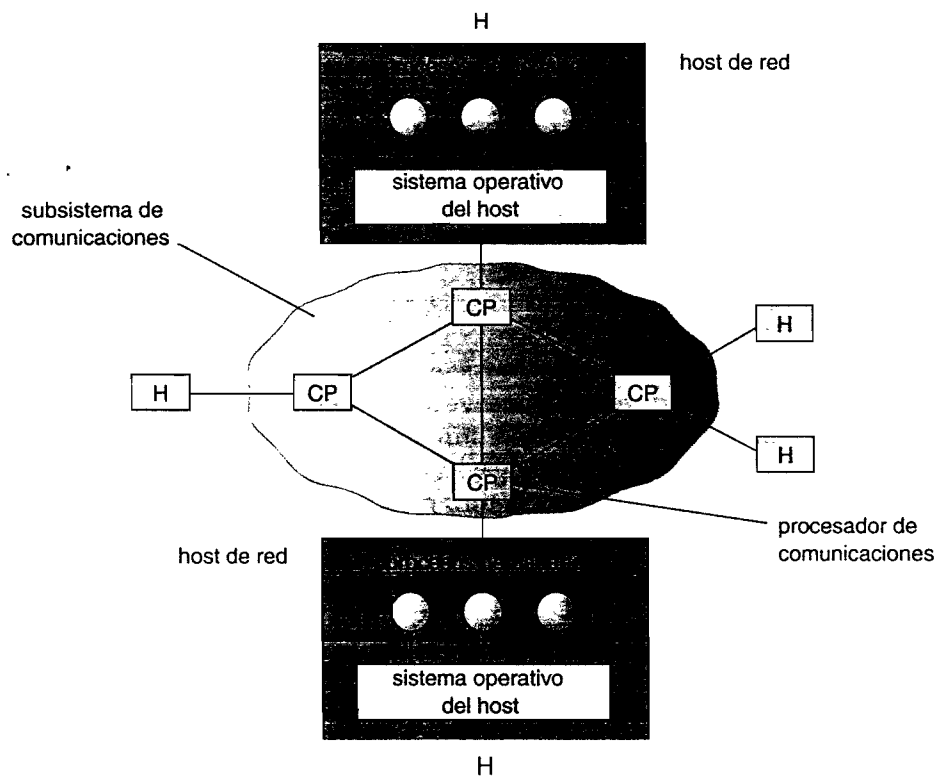 H
host de red
sistema operativo
del host
subsistema de
comunicaciones
CP
H
H
CP
CP
H
CP
procesador de
comunicaciones
host de red
sistema operativo
del host
H